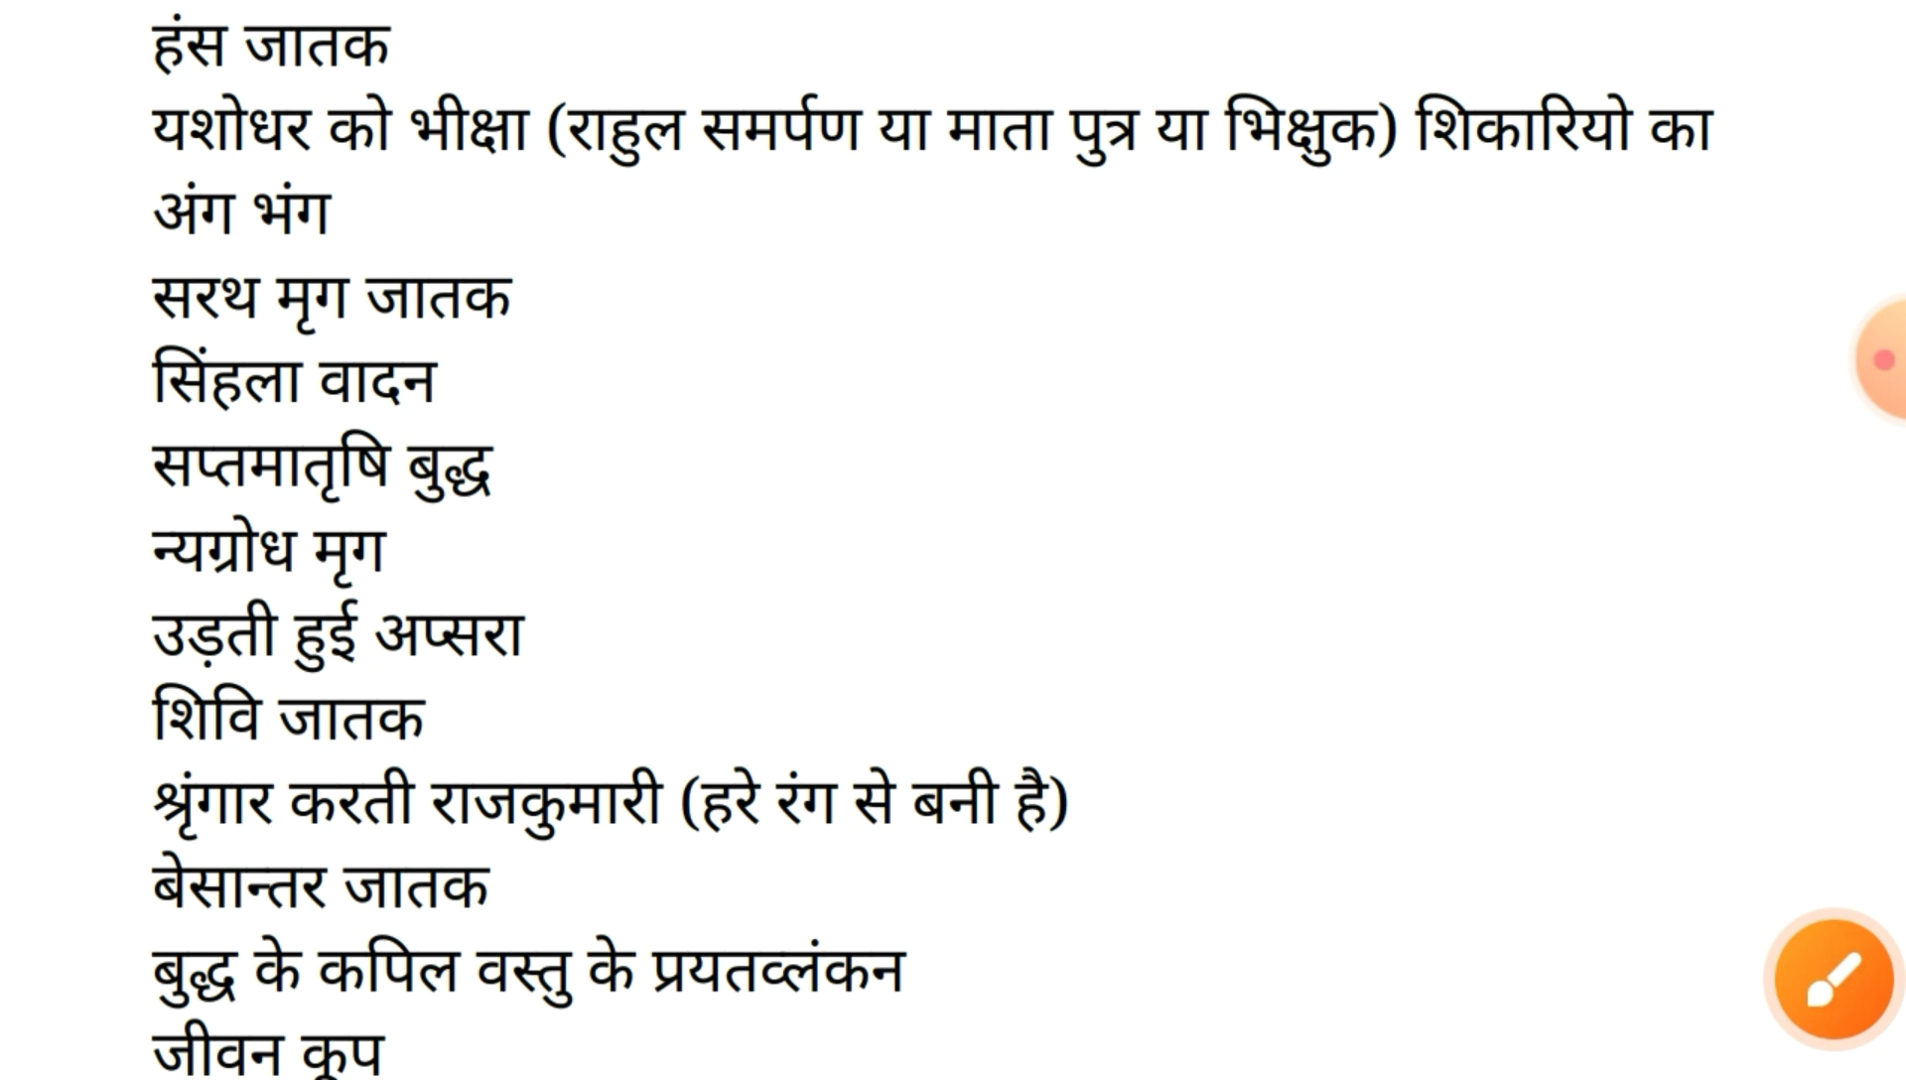 हंस जातक
यशोधर को भीक्षा (राहुल समर्पण या माता पुत्र या भिक्षुक) शिकारियो का
अंग भंग
सरथ मृग जातक
सिंहला वादन
सप्तमातृषि बुद्ध
न्यग्रोध मृग
उड़ती हुई अप्सरा
शिवि जातक
श्रृंगार करती राजकुमारी (हरे रंग से बनी है)
बेसान्तर जातक
बुद्ध के कपिल वस्तु के प्रयतव्लंकन
जीवन कूप